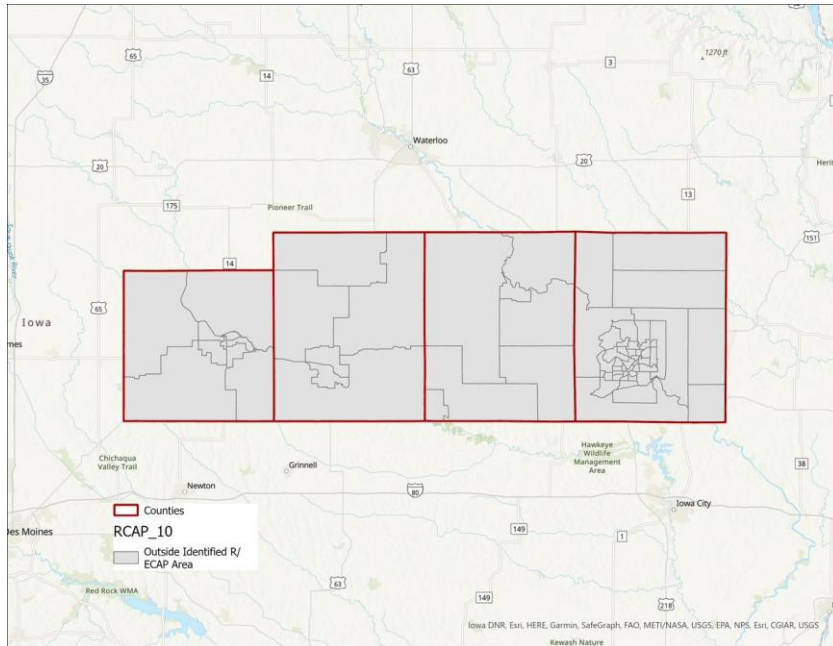 65
14
35
63
3
1270 ft
Waterloo
20
20
Herit
13
175
Pioneer Trail
151
14
65
Iowa
mes
Chichaqua
Valley Trail
Hawkeye
Wildlife
Management
Area
Grinnell
38
Newton
80
Iowa City
Counties
RCAP_10
Outside Identified R/
ECAP Area
149
1
Des Moines
63
149
218
Red Rock WMA
Iowa DNR, Esri, HERE, Garmin, SafeGraph, FAO, METI/NASA, USGS, EPA, NPS, Esri, CGIAR, USGS
Kewash Nature